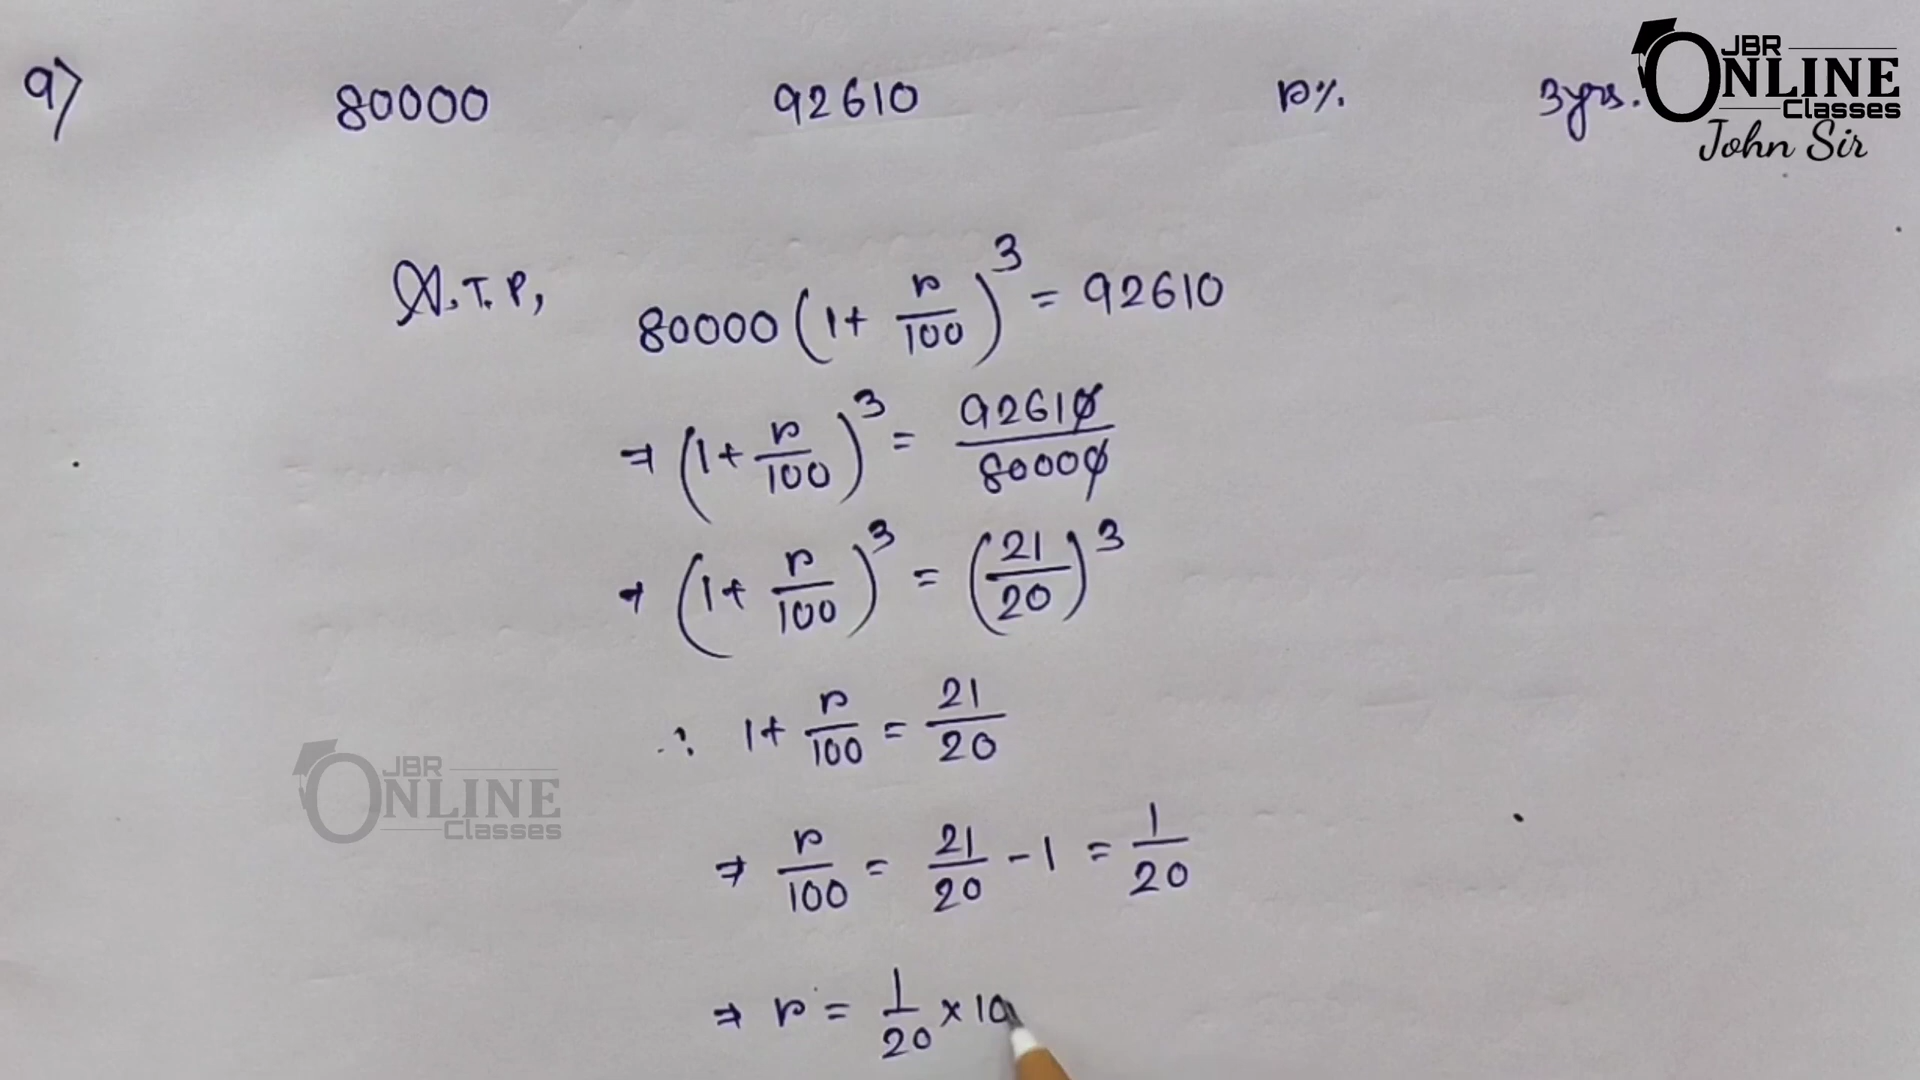 9) 80000 92610 r%. 3yrs.
JBR
ONLINE
Classes
John Sir
A.T.P, 80000(1+ r/100)^3 = 92610
⇒ (1+ r/100)^3 = 92610/80000
⇒ (1+ r/100)^3 = (21/20)^3
∴ 1+ r/100 = 21/20
JBR
ONLINE
Classes
⇒ r/100 = 21/20 - 1 = 1/20
⇒ r = 1/20 × 10